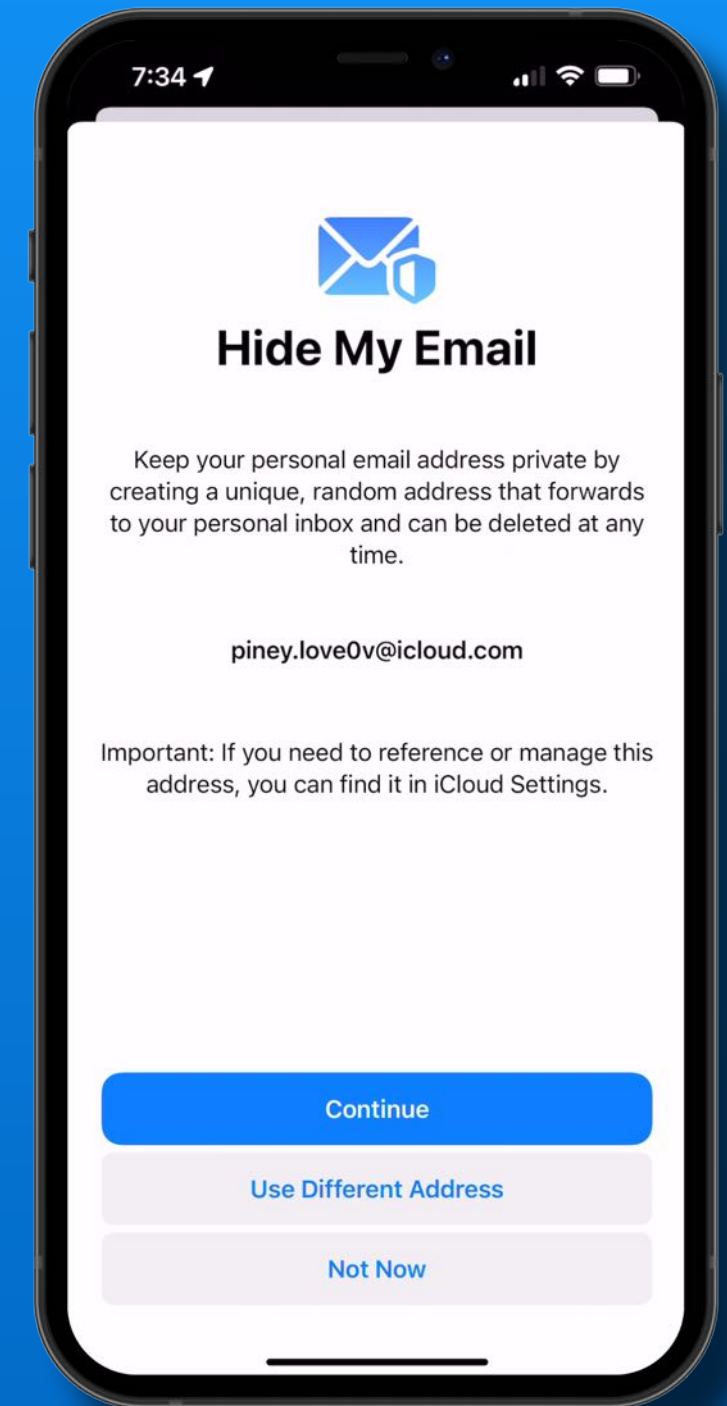 7:34
Hide My Email
Keep your personal email address private by
creating a unique, random address that forwards
to your personal inbox and can be deleted at any
time.
piney.love0v@icloud.com
Important: If you need to reference or manage this
address, you can find it in iCloud Settings.
Continue
Use Different Address
Not Now